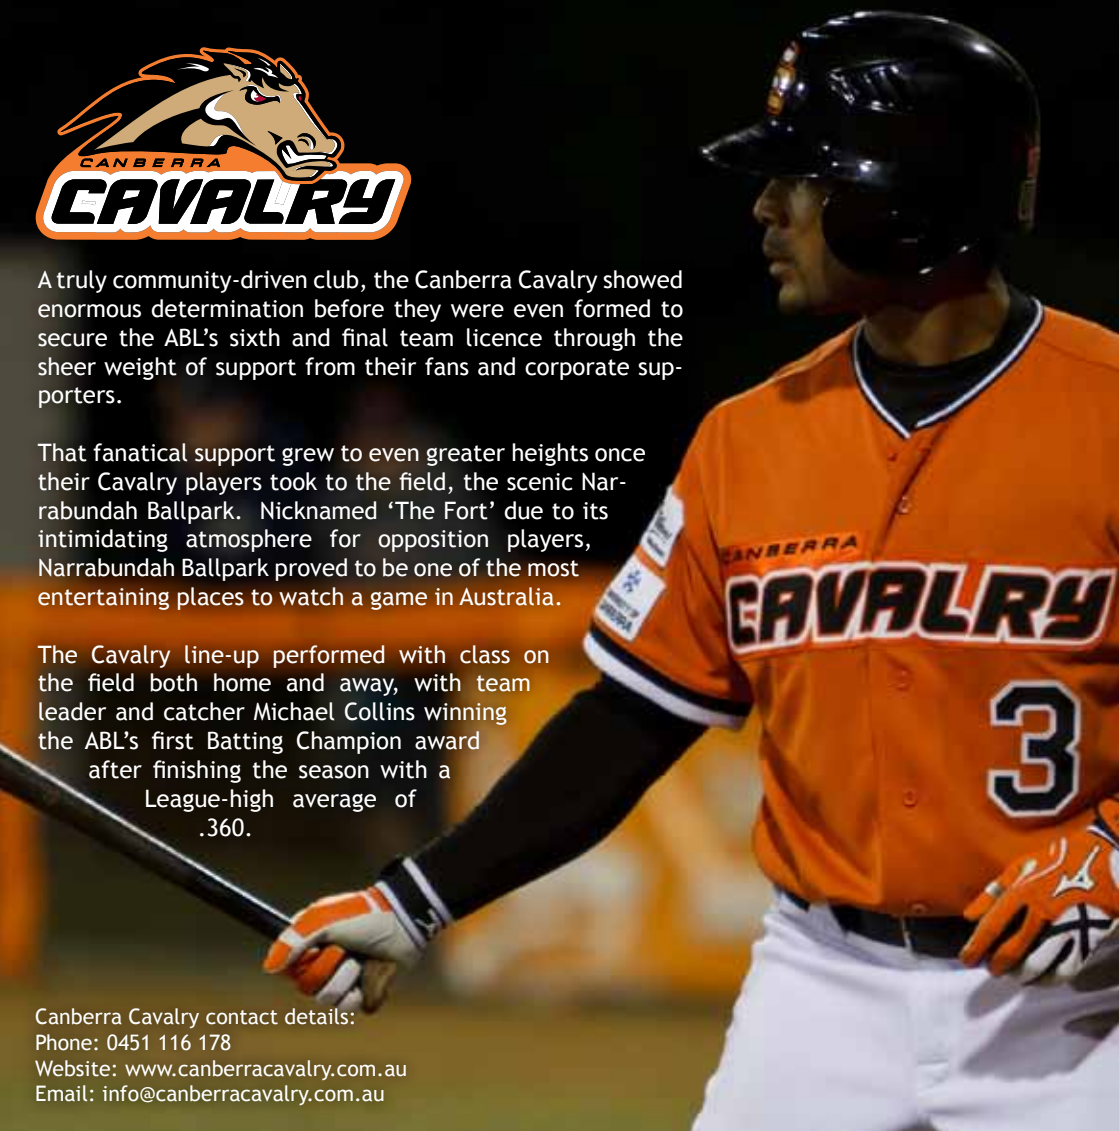 CANBERRA
CAVALRY
A truly community-driven club, the Canberra Cavalry showed
enormous determination before they were even formed to
secure the ABL’s sixth and final team licence through the
sheer weight of support from their fans and corporate sup-
porters.
That fanatical support grew to even greater heights once
their Cavalry players took to the field, the scenic Nar-
rabundah Ballpark.  Nicknamed ‘The Fort’ due to its
intimidating atmosphere for opposition players,
Narrabundah Ballpark proved to be one of the most
entertaining places to watch a game in Australia.
The Cavalry line-up performed with class on
the field both home and away, with team
leader and catcher Michael Collins winning
the ABL’s first Batting Champion award
after finishing the season with a
League-high average of
.360.
CANBERRA
CAVALRY
3
Canberra Cavalry contact details:
Phone: 0451 116 178
Website: www.canberracavalry.com.au
Email: info@canberracavalry.com.au